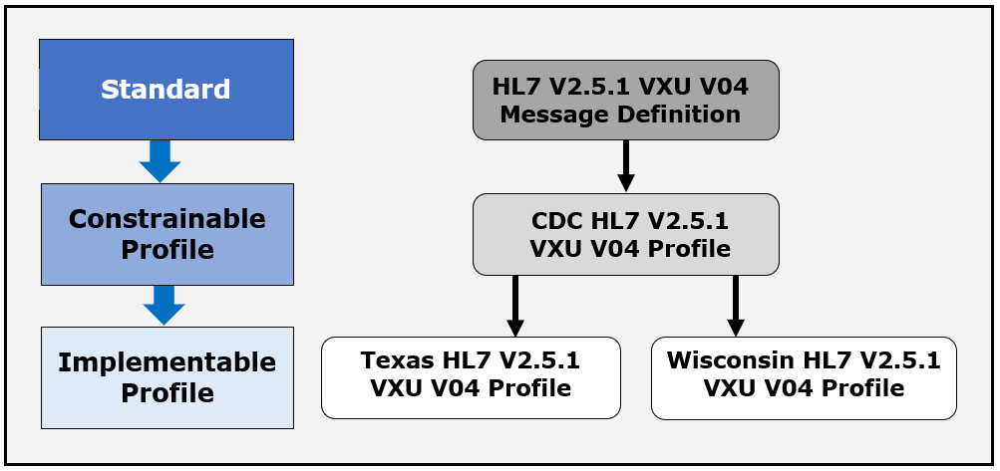 Standard
HL7 V2.5.1 VXU V04
Message Definition
Constrainable
Profile
CDC HL7 V2.5.1
VXU V04 Profile
Implementable
Profile
Texas HL7 V2.5.1
VXU V04 Profile
Wisconsin HL7 V2.5.1
VXU V04 Profile